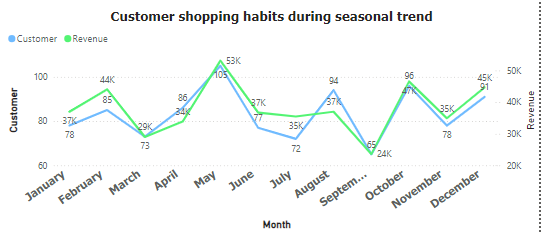 Customer shopping habits during seasonal trend
Customer Revenue
Customer
100
80
60
37K
78
44K
85
29K
73
86
34K
53K
105
37K
77
35K
72
94
37K
65
24K
96
47K
35K
78
45K
91
50K
40K
30K
20K
Revenue
January
February
March
April
May
June
July
August
Septem...
October
November
December
Month